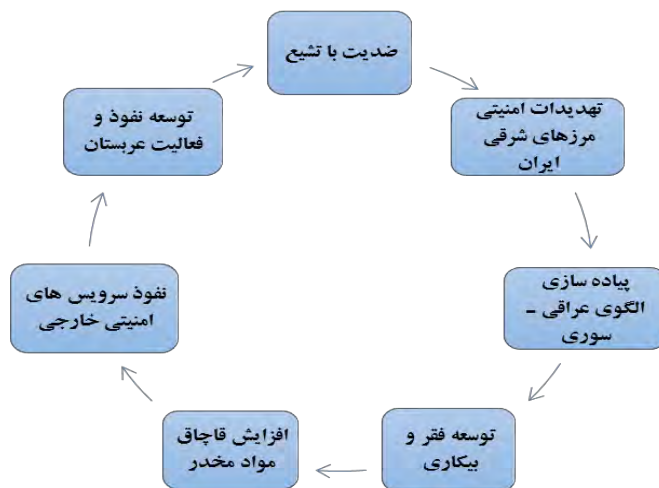 ضدیت با تشیع
تهدیدات امنیتی
مرزهای شرقی
ایران
پیاده سازی
الگوی عراقی –
سوری
توسعه فقر و
بیکاری
افزایش قاچاق
مواد مخدر
نفوذ سرویس های
امنیتی خارجی
توسعه نفوذ و
فعالیت عربستان